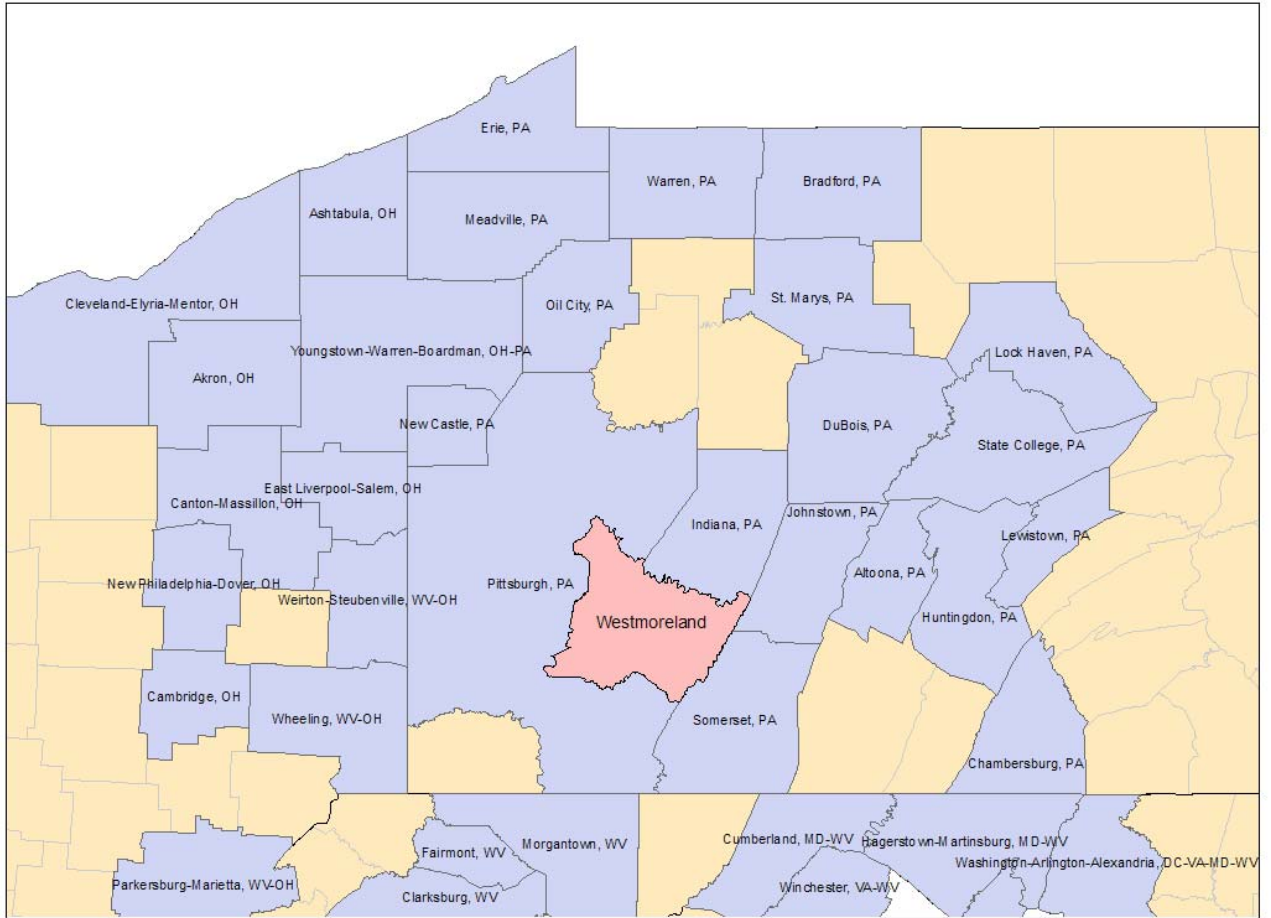 Erie, PA
Warren, PA
Bradford, PA
Ashtabula, OH
Meadville, PA
Cleveland-Elyria-Mentor, OH
Oil City, PA
St. Marys, PA
Youngstown-Warren-Boardman, OH-PA
Lock Haven, PA
Akron, OH
New Castle, PA
DuBois, PA
State College, PA
East Liverpool-Salem, OH
Canton-Massillon, OH
Johnstown, PA
Indiana, PA
Lewistown, PA
Altoona, PA
New Philadelphia-Dover, OH
Pittsburgh, PA
Weirton-Steubenville, WV-OH
Huntingdon, PA
Westmoreland
Cambridge, OH
Wheeling, WV-OH
Somerset, PA
Chambersburg, PA
Cumberland, MD-WV
Hagerstown-Martinsburg, MD-WV
Morgantown, WV
Fairmont, WV
Washington-Arlington-Alexandria, DC-VA-MD-WV
Parkersburg-Marietta, WV-OH
Winchester, VA-WV
Clarksburg, WV